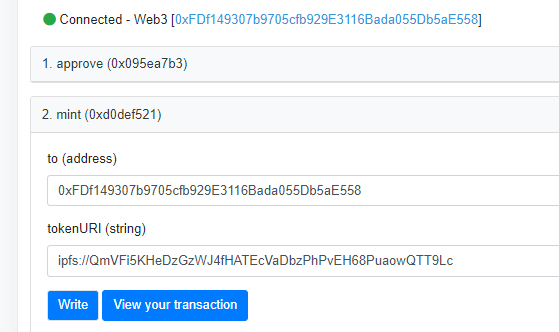 Connected - Web3 [0xFDf149307b9705cfb929E3116Bada055Db5aE558]
1. approve (0x095ea7b3)
2. mint (0xd0def521)
to (address)
0xFDf149307b9705cfb929E3116Bada055Db5aE558
tokenURI (string)
ipfs://QmVFi5KHeDzGzWJ4fHATEcVaDbzPhPvEH68PuaowQTT9Lc
Write View your transaction